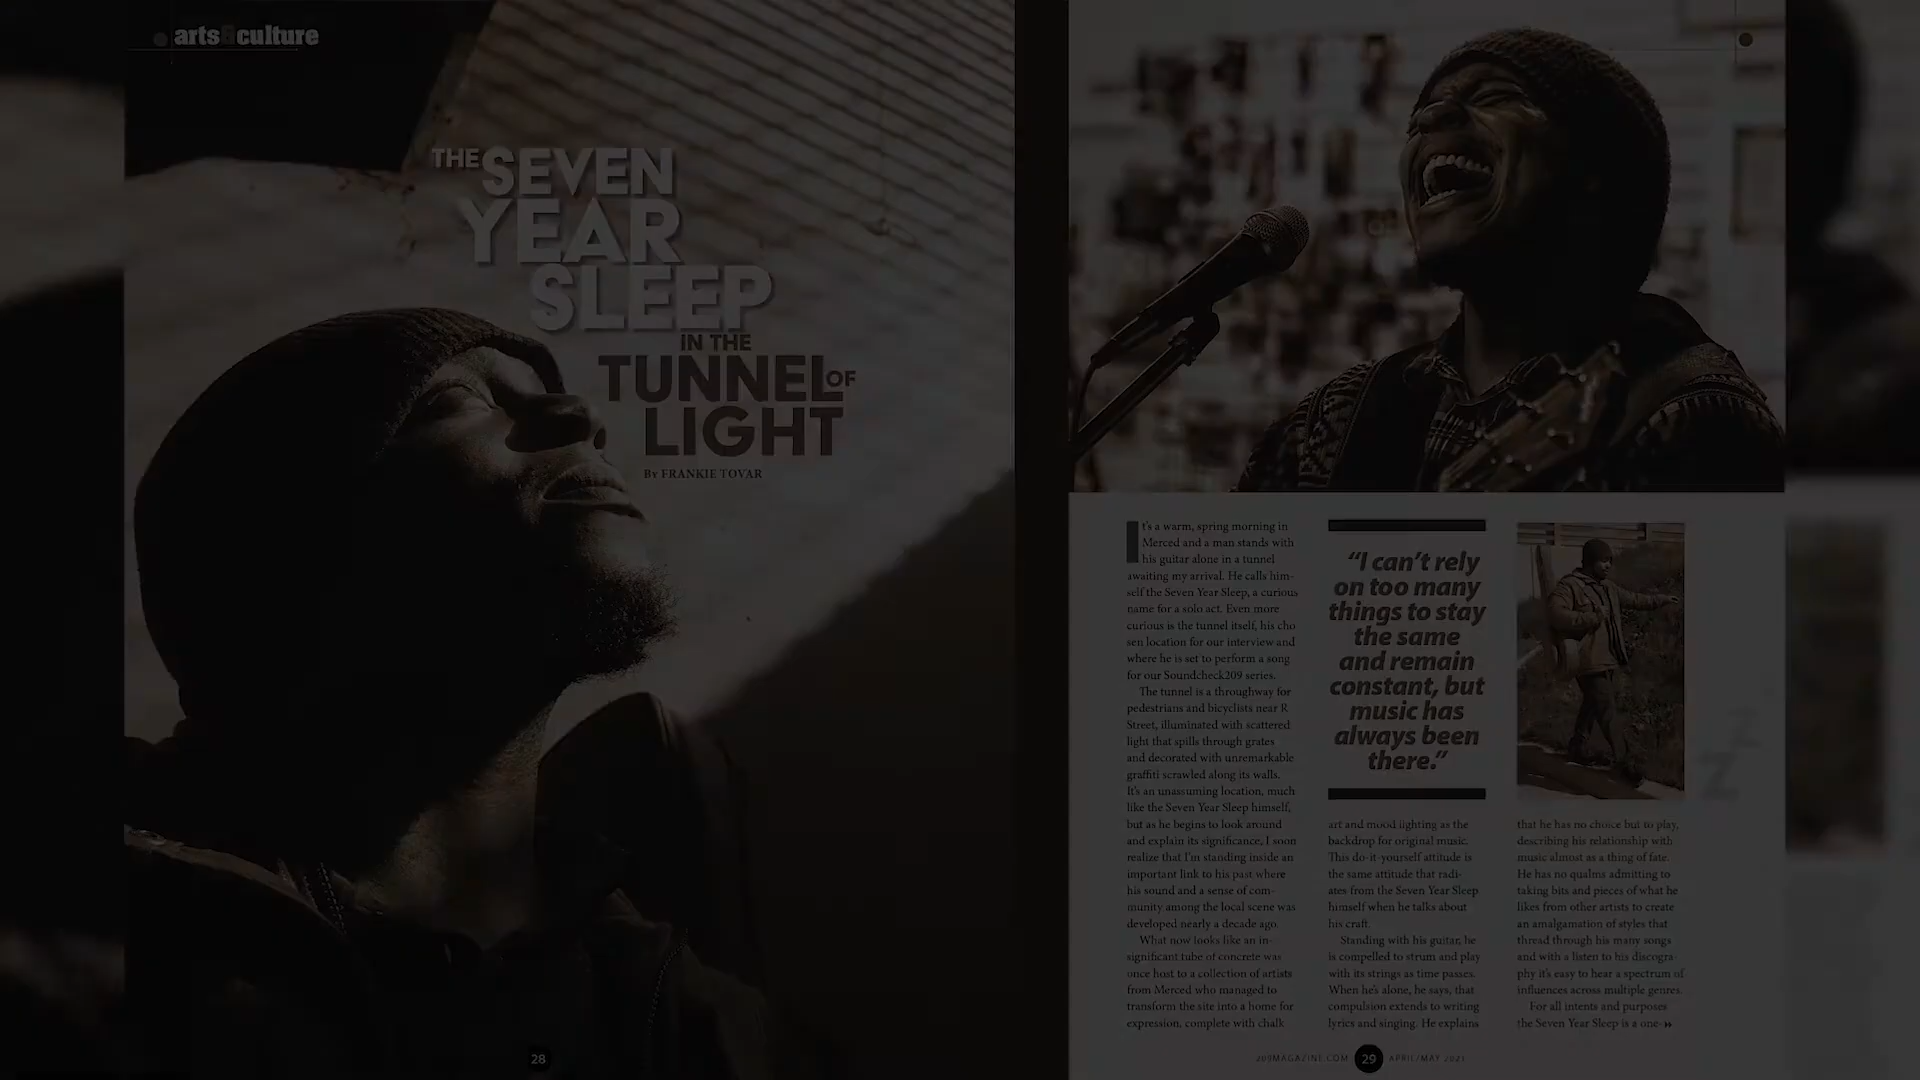 arts&culture
THE SEVEN
YEAR
SLEEP
IN THE
TUNNEL OF
LIGHT
By FRANKIE TOVAR
28
It's a warm, spring morning in
Merced and a man stands with
his guitar alone in a tunnel
awaiting my arrival. He calls him-
self the Seven Year Sleep, a curious
name for a solo act. Even more
curious is the tunnel itself, his cho
sen location for our interview and
where he is set to perform a song
for our Soundcheck209 series.
The tunnel is a throughway for
pedestrians and bicyclists near R
Street, illuminated with scattered
light that spills through grates
and decorated with unremarkable
graffiti scrawled along its walls.
It's an unassuming location, much
like the Seven Year Sleep himself,
but as he begins to look around
and explain its significance, I soon
realize that I'm standing inside an
important link to his past where
his sound and a sense of com-
munity among the local scene was
developed nearly a decade ago.
What now looks like an in-
significant tube of concrete was
once host to a collection of artists
from Merced who managed to
transform the site into a home for
expression, complete with chalk
“I can’t rely
on too many
things to stay
the same
and remain
constant, but
music has
always been
there.”
art and mood lighting as the
backdrop for original music.
This do-it-yourself attitude is
the same attitude that radi-
ates from the Seven Year Sleep
himself when he talks about
his craft.
Standing with his guitar, he
is compelled to strum and play
with its strings as time passes.
When he's alone, he says, that
compulsion extends to writing
lyrics and singing. He explains
that he has no choice but to play,
describing his relationship with
music almost as a thing of fate.
He has no qualms admitting to
taking bits and pieces of what he
likes from other artists to create
an amalgamation of styles that
thread through his many songs
and with a listen to his discogra-
phy it's easy to hear a spectrum of
influences across multiple genres.
For all intents and purposes
the Seven Year Sleep is a one-
Z
Z
209MAGAZINE.COM 29 APRIL/MAY 2021